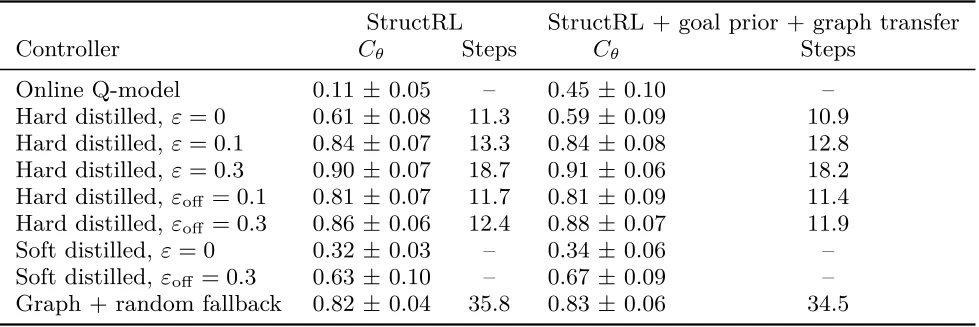 StructRL StructRL + goal prior + graph transfer
Controller C_θ Steps C_θ Steps
Online Q-model 0.11 ± 0.05 – 0.45 ± 0.10 –
Hard distilled, ε = 0 0.61 ± 0.08 11.3 0.59 ± 0.09 10.9
Hard distilled, ε = 0.1 0.84 ± 0.07 13.3 0.84 ± 0.08 12.8
Hard distilled, ε = 0.3 0.90 ± 0.07 18.7 0.91 ± 0.06 18.2
Hard distilled, ε_off = 0.1 0.81 ± 0.07 11.7 0.81 ± 0.09 11.4
Hard distilled, ε_off = 0.3 0.86 ± 0.06 12.4 0.88 ± 0.07 11.9
Soft distilled, ε = 0 0.32 ± 0.03 – 0.34 ± 0.06 –
Soft distilled, ε_off = 0.3 0.63 ± 0.10 – 0.67 ± 0.09 –
Graph + random fallback 0.82 ± 0.04 35.8 0.83 ± 0.06 34.5